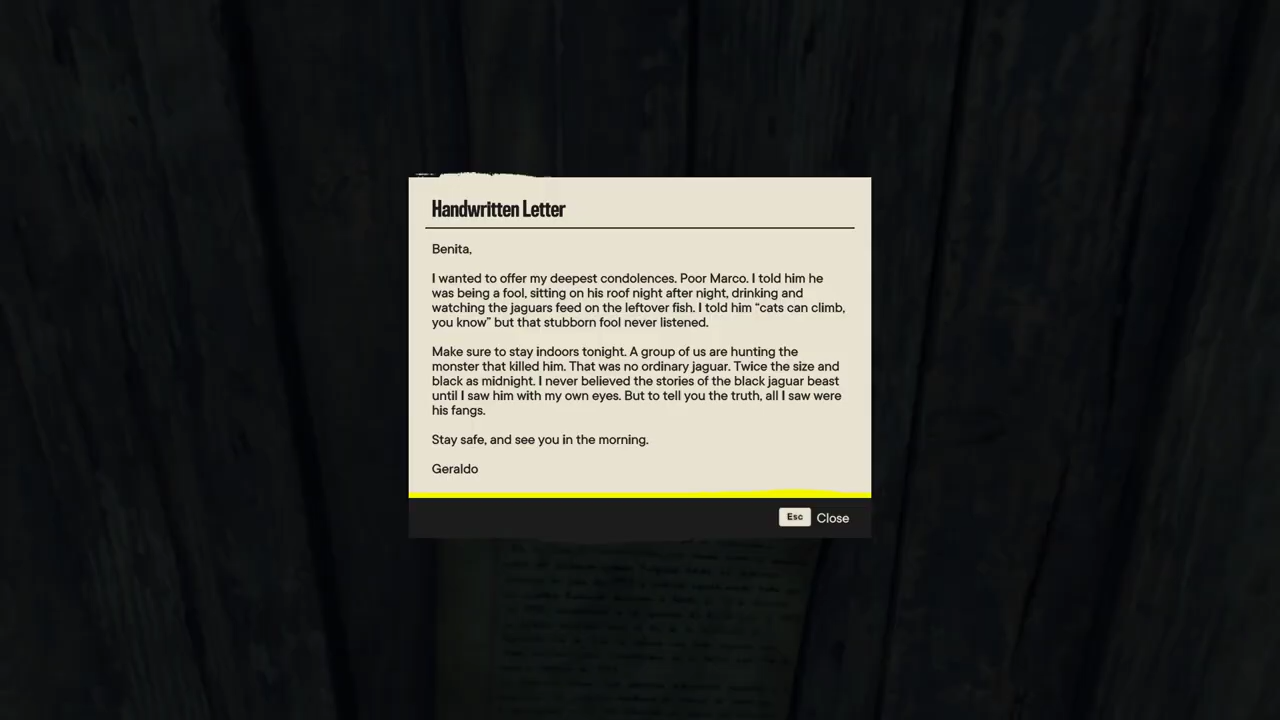 Handwritten Letter
Benita,
I wanted to offer my deepest condolences. Poor Marco. I told him he
was being a fool, sitting on his roof night after night, drinking and
watching the jaguars feed on the leftover fish. I told him “cats can climb,
you know” but that stubborn fool never listened.
Make sure to stay indoors tonight. A group of us are hunting the
monster that killed him. That was no ordinary jaguar. Twice the size and
black as midnight. I never believed the stories of the black jaguar beast
until I saw him with my own eyes. But to tell you the truth, all I saw were
his fangs.
Stay safe, and see you in the morning.
Geraldo
Esc Close